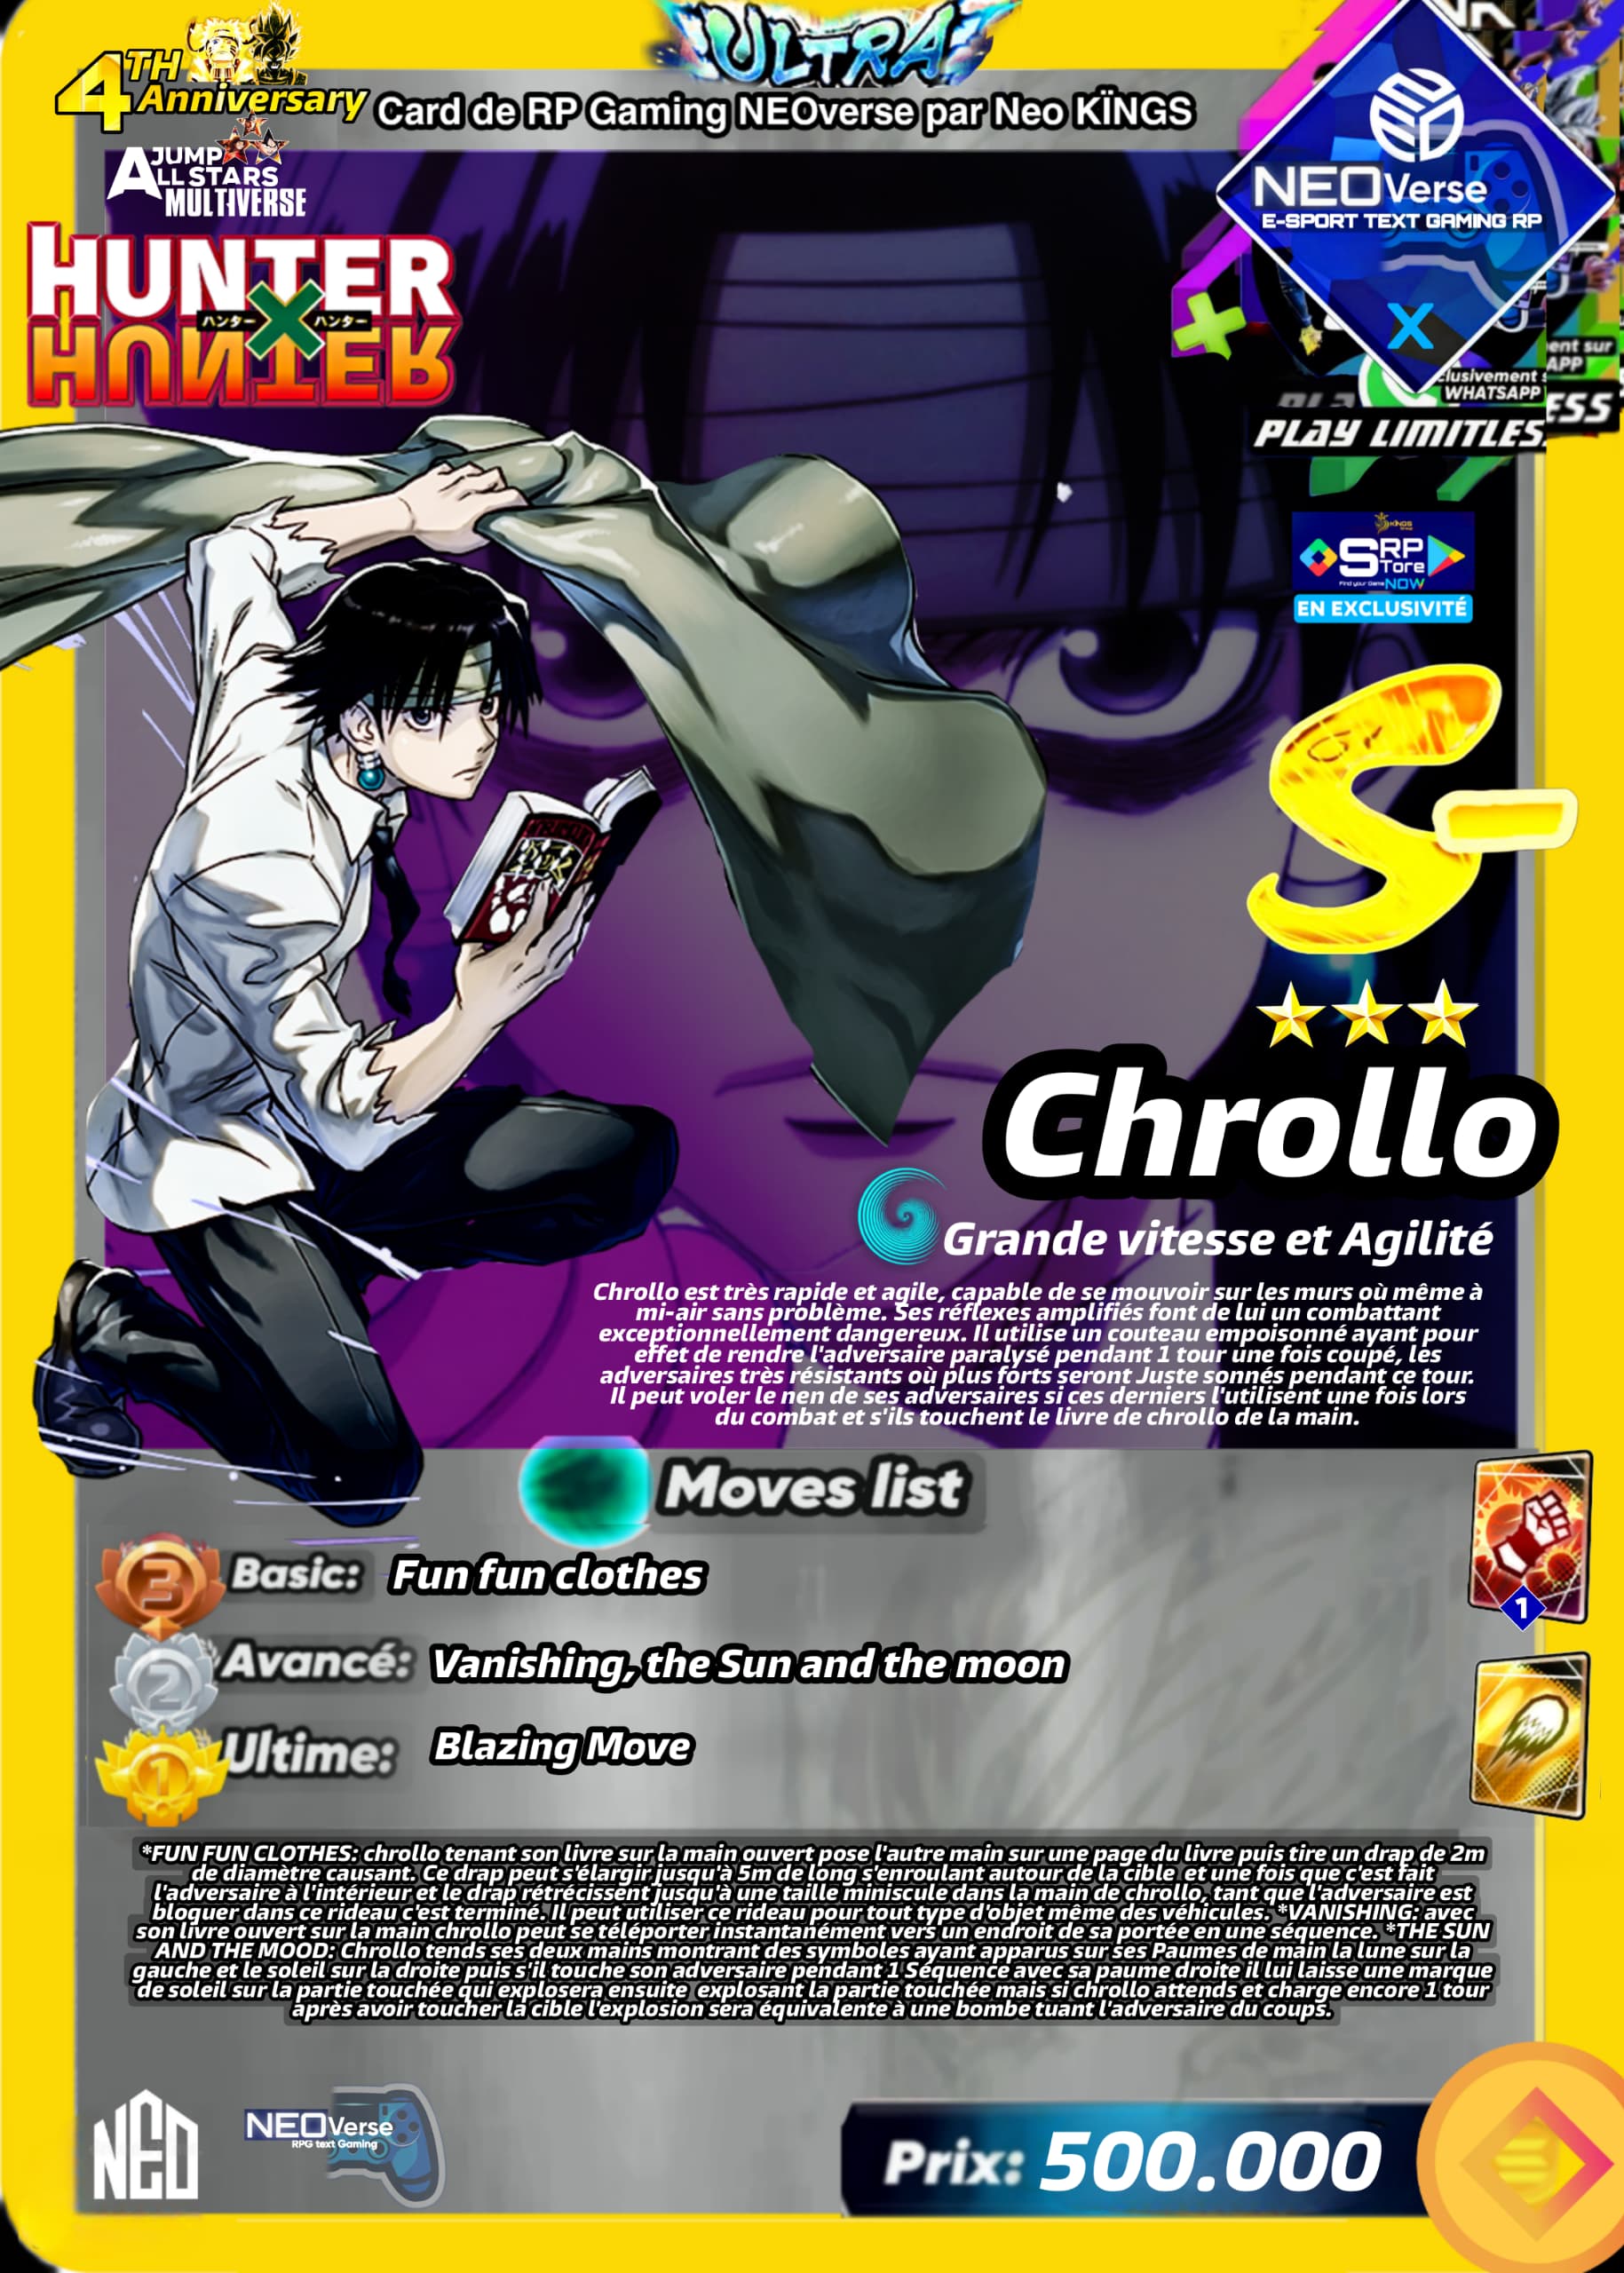 ULTRA
4TH
Anniversary
Card de RP Gaming NEOverse par Neo KÏNGS
JUMP
ALL STARS
MULTIVERSE
HUNTER
ハンター X ハンター
HUNTER
NEOVerse
E-SPORT TEXT GAMING RP
X
ent sur
APP
clusivement s
WHATSAPP
ESS
PLAY LIMITLES
KINGS
SRP
Tore
Find your Game NOW
EN EXCLUSIVITÉ
S-
Chrollo
Grande vitesse et Agilité
Chrollo est très rapide et agile, capable de se mouvoir sur les murs où même à
mi-air sans problème. Ses réflexes amplifiés font de lui un combattant
exceptionnellement dangereux. Il utilise un couteau empoisonné ayant pour
effet de rendre l'adversaire paralysé pendant 1 tour une fois coupé, les
adversaires très résistants où plus forts seront Juste sonnés pendant ce tour.
Il peut voler le nen de ses adversaires si ces derniers l'utilisent une fois lors
du combat et s'ils touchent le livre de chrollo de la main.
Moves list
3 Basic: Fun fun clothes
1
2 Avancé: Vanishing, the Sun and the moon
1 Ultime: Blazing Move
*FUN FUN CLOTHES: chrollo tenant son livre sur la main ouvert pose l'autre main sur une page du livre puis tire un drap de 2m
de diamètre causant. Ce drap peut s'élargir jusqu'à 5m de long s'enroulant autour de la cible et une fois que c'est fait
l'adversaire à l'intérieur et le drap rétrécissent jusqu'à une taille miniscule dans la main de chrollo, tant que l'adversaire est
bloquer dans ce rideau c'est terminé. Il peut utiliser ce rideau pour tout type d'objet même des véhicules. *VANISHING: avec
son livre ouvert sur la main chrollo peut se téléporter instantanément vers un endroit de sa portée en une séquence. *THE SUN
AND THE MOOD: Chrollo tends ses deux mains montrant des symboles ayant apparus sur ses Paumes de main la lune sur la
gauche et le soleil sur la droite puis s'il touche son adversaire pendant 1 Séquence avec sa paume droite il lui laisse une marque
de soleil sur la partie touchée qui explosera ensuite explosant la partie touchée mais si chrollo attends et charge encore 1 tour
après avoir toucher la cible l'explosion sera équivalente à une bombe tuant l'adversaire du coups.
NEO
NEOVerse
RPG text Gaming
Prix: 500.000